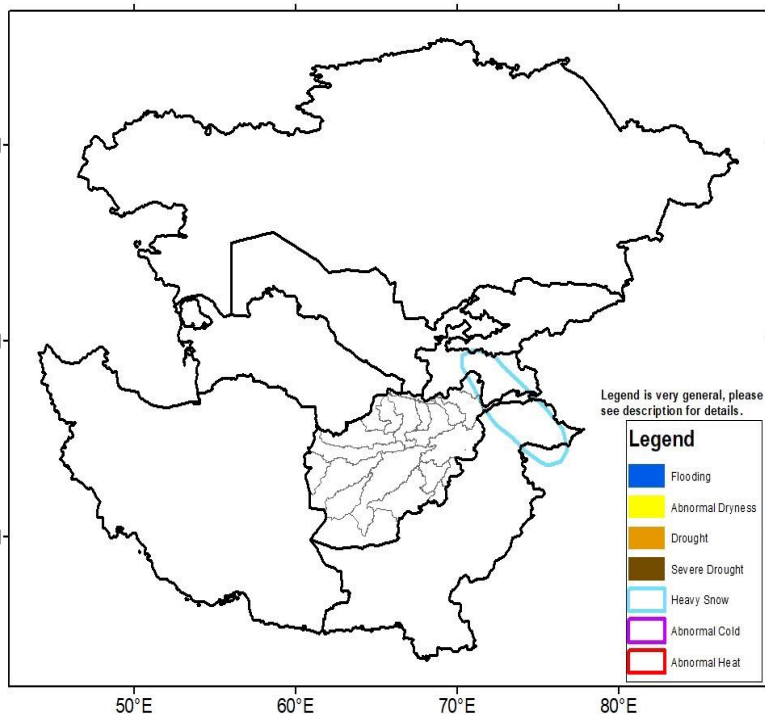 Legend is very general, please
see description for details.
Legend
Flooding
Abnormal Dryness
Drought
Severe Drought
Heavy Snow
Abnormal Cold
Abnormal Heat
50°E 60°E 70°E 80°E